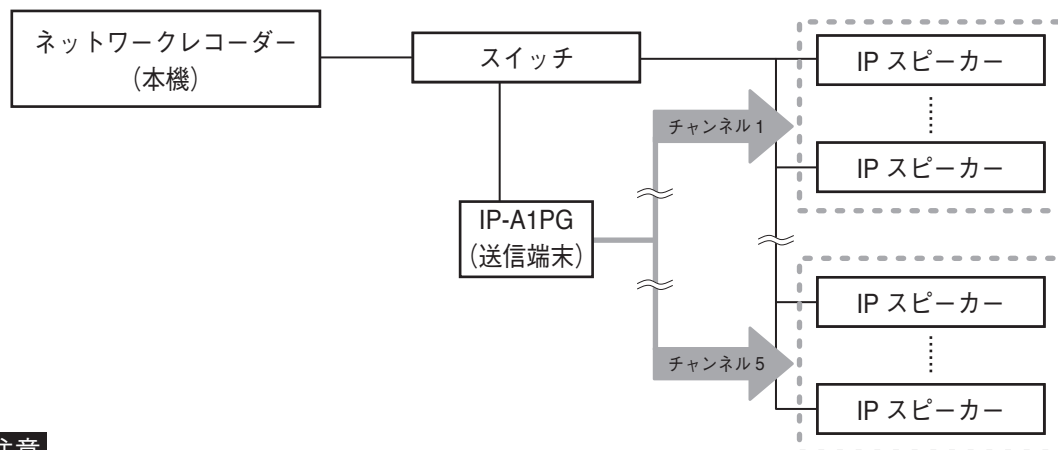 ネットワークレコーダー
（本機）
スイッチ
IP スピーカー
チャンネル 1
IP スピーカー
IP-A1PG
（送信端末）
IP スピーカー
チャンネル 5
IP スピーカー
注意